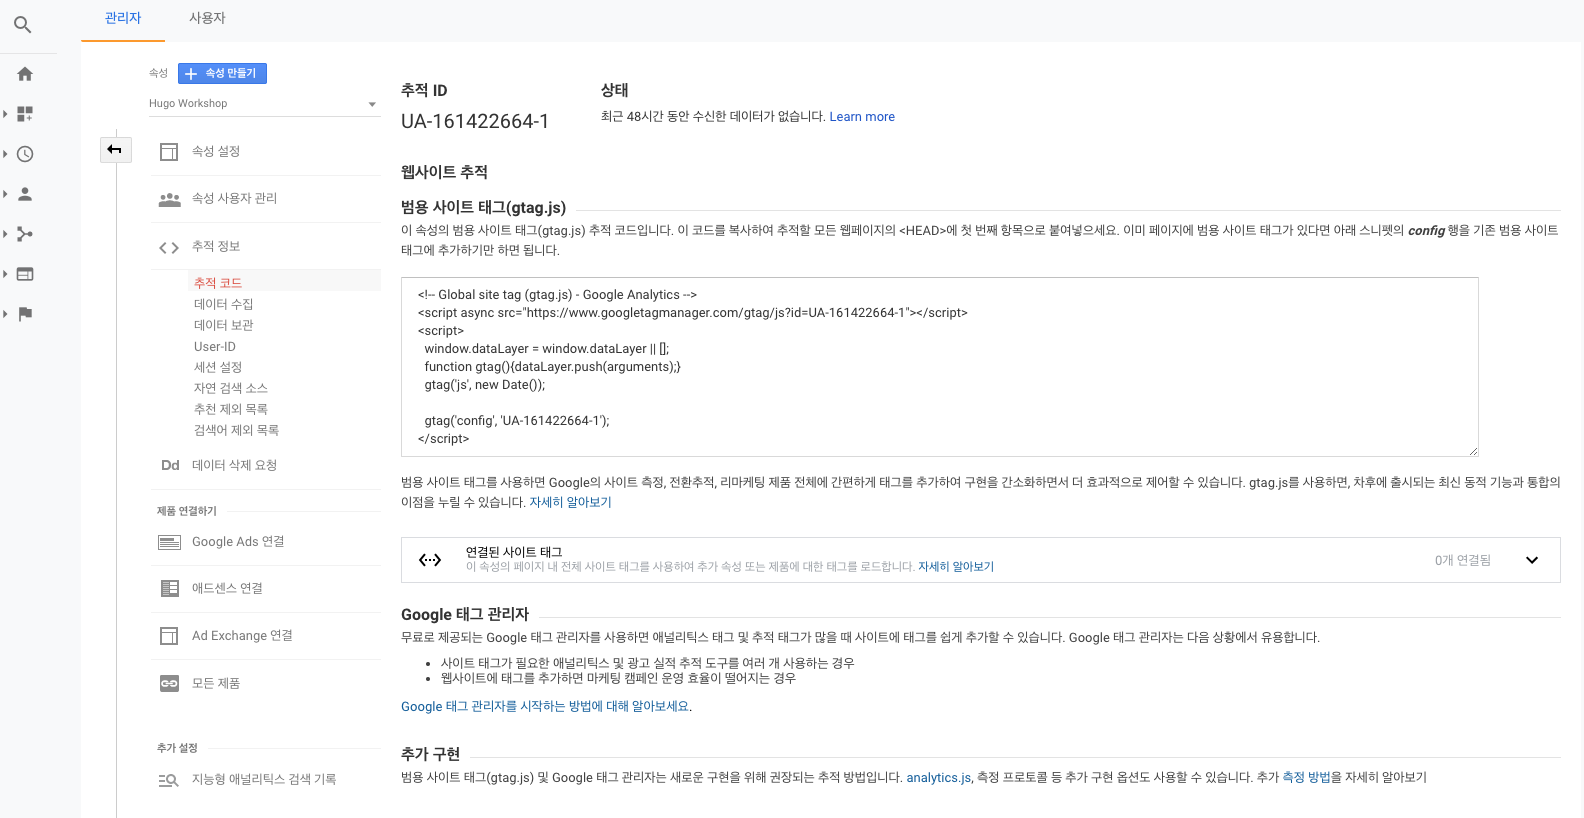 관리자 사용자
속성 속성 만들기
Hugo Workshop
속성 설정
속성 사용자 관리
추적 정보
추적 코드
데이터 수집
데이터 보관
User-ID
세션 설정
자연 검색 소스
추천 제외 목록
검색어 제외 목록
Dd 데이터 삭제 요청
제품 연결하기
Google Ads 연결
애드센스 연결
Ad Exchange 연결
모든 제품
추가 설정
지능형 애널리틱스 검색 기록
추적 ID
UA-161422664-1
상태
최근 48시간 동안 수신한 데이터가 없습니다. Learn more
웹사이트 추적
범용 사이트 태그(gtag.js)
이 속성의 범용 사이트 태그(gtag.js) 추적 코드입니다. 이 코드를 복사하여 추적할 모든 웹페이지의 <HEAD>에 첫 번째 항목으로 붙여넣으세요. 이미 페이지에 범용 사이트 태그가 있다면 아래 스니펫의 config 행을 기존 범용 사이트
태그에 추가하기만 하면 됩니다.
<!-- Global site tag (gtag.js) - Google Analytics -->
<script async src="https://www.googletagmanager.com/gtag/js?id=UA-161422664-1"></script>
<script>
window.dataLayer = window.dataLayer || [];
function gtag(){dataLayer.push(arguments);}
gtag('js', new Date());
gtag('config', 'UA-161422664-1');
</script>
범용 사이트 태그를 사용하면 Google의 사이트 측정, 전환추적, 리마케팅 제품 전체에 간편하게 태그를 추가하여 구현을 간소화하면서 더 효과적으로 제어할 수 있습니다. gtag.js를 사용하면, 차후에 출시되는 최신 동적 기능과 통합의
이점을 누릴 수 있습니다. 자세히 알아보기
연결된 사이트 태그
이 속성의 페이지 내 전체 사이트 태그를 사용하여 추가 속성 또는 제품에 대한 태그를 로드합니다. 자세히 알아보기
0개 연결됨
Google 태그 관리자
무료로 제공되는 Google 태그 관리자를 사용하면 애널리틱스 태그 및 추적 태그가 많을 때 사이트에 태그를 쉽게 추가할 수 있습니다. Google 태그 관리자는 다음 상황에서 유용합니다.
• 사이트 태그가 필요한 애널리틱스 및 광고 실적 추적 도구를 여러 개 사용하는 경우
• 웹사이트에 태그를 추가하면 마케팅 캠페인 운영 효율이 떨어지는 경우
Google 태그 관리자를 시작하는 방법에 대해 알아보세요.
추가 구현
범용 사이트 태그(gtag.js) 및 Google 태그 관리자는 새로운 구현을 위해 권장되는 추적 방법입니다. analytics.js, 측정 프로토콜 등 추가 구현 옵션도 사용할 수 있습니다. 추가 측정 방법을 자세히 알아보기